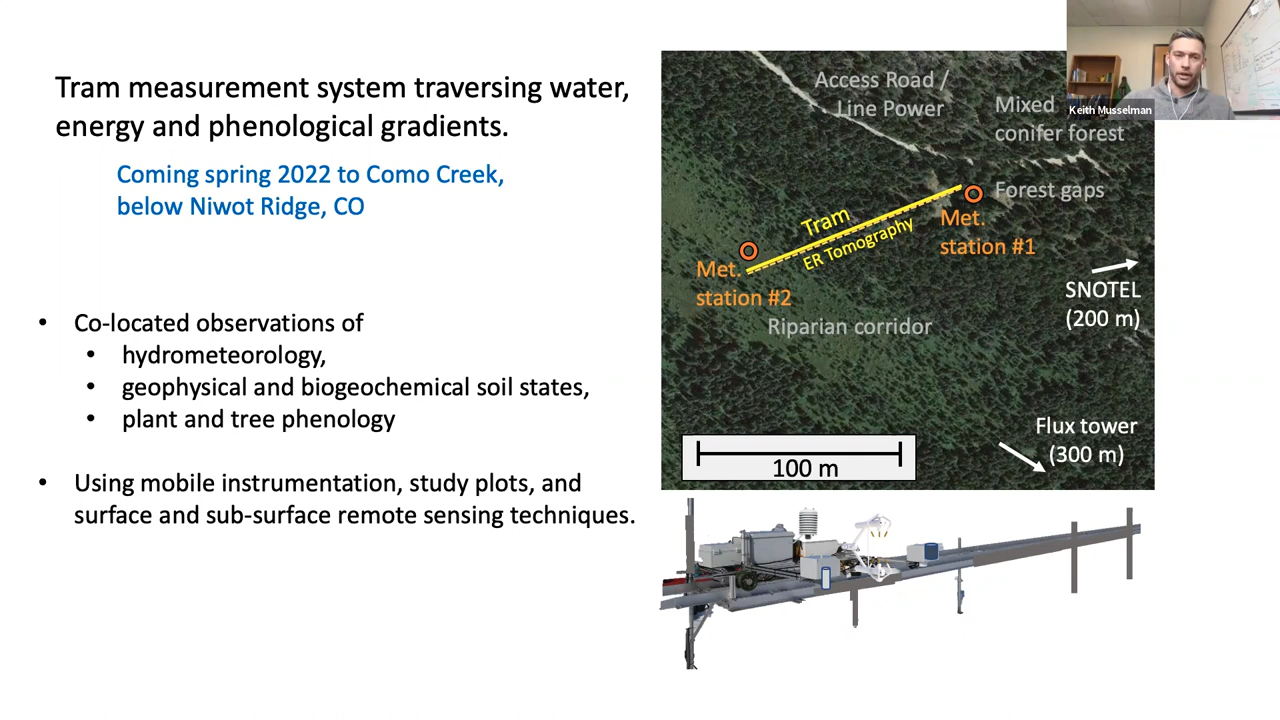 Tram measurement system traversing water,
energy and phenological gradients.
Coming spring 2022 to Como Creek,
below Niwot Ridge, CO
• Co-located observations of
• hydrometeorology,
• geophysical and biogeochemical soil states,
• plant and tree phenology
• Using mobile instrumentation, study plots, and
surface and sub-surface remote sensing techniques.
Access Road /
Line Power
Mixed
conifer forest
Forest gaps
Tram
ER Tomography
Met.
station #1
Met.
station #2
SNOTEL
(200 m)
Riparian corridor
Flux tower
(300 m)
100 m
Keith Musselman